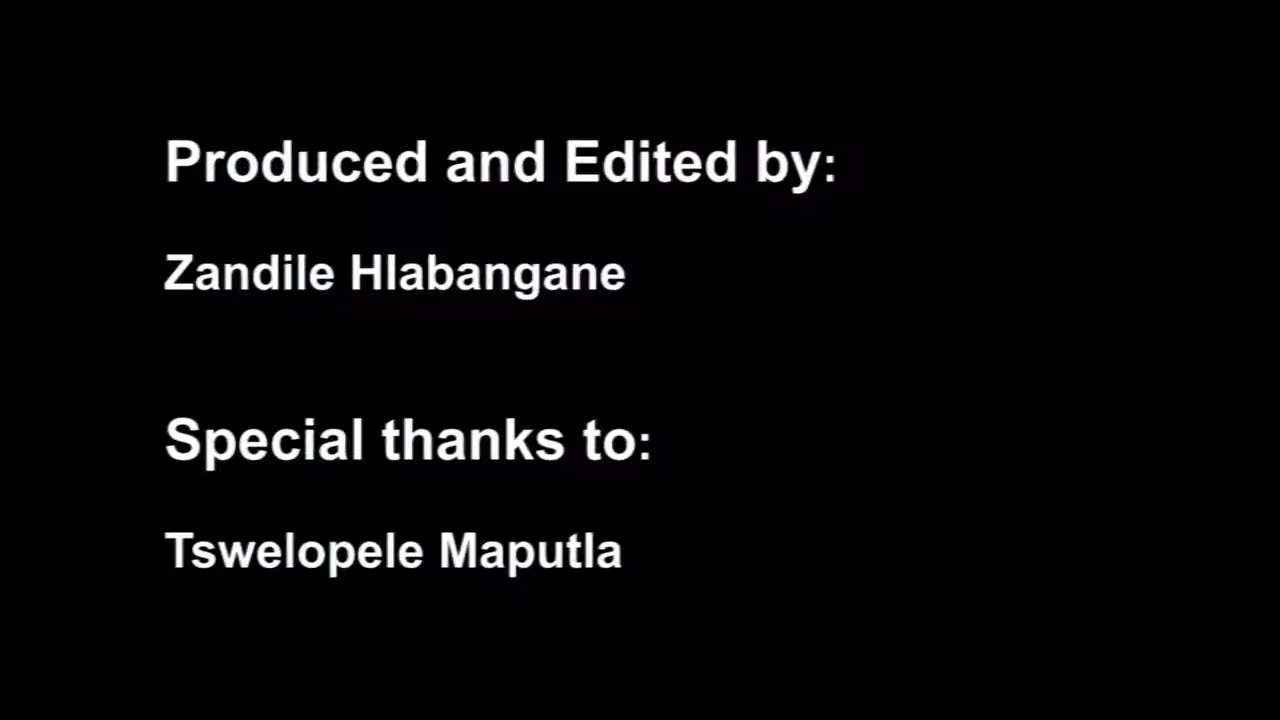 Produced and Edited by:
Zandile Hlabangane
Special thanks to:
Tswelopele Maputla